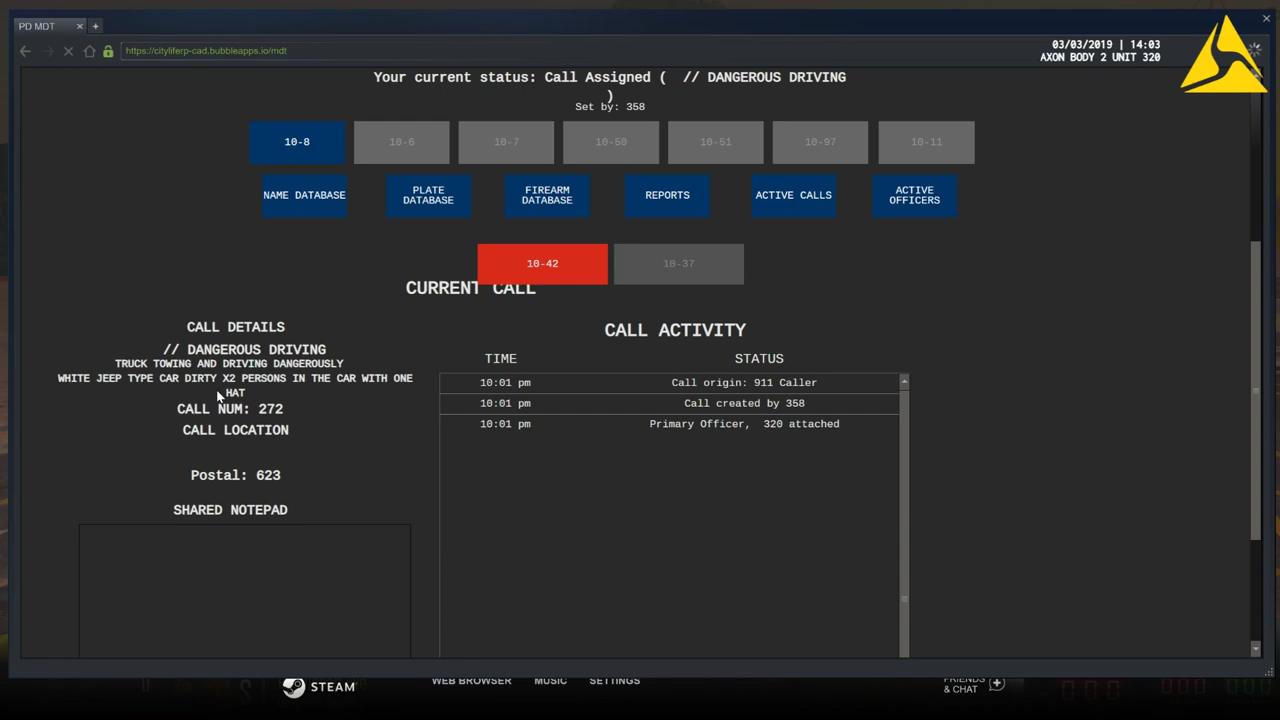 PD MDT
https://cityliferp-cad.bubbleapps.io/mdt
03/03/2019 | 14:03
AXON BODY 2 UNIT 320
Your current status: Call Assigned ( // DANGEROUS DRIVING
)
Set by: 358
10-8
10-6
10-7
10-50
10-51
10-97
10-11
NAME DATABASE
PLATE
DATABASE
FIREARM
DATABASE
REPORTS
ACTIVE CALLS
ACTIVE
OFFICERS
10-42
10-37
CURRENT CALL
CALL DETAILS
// DANGEROUS DRIVING
TRUCK TOWING AND DRIVING DANGEROUSLY
WHITE JEEP TYPE CAR DIRTY X2 PERSONS IN THE CAR WITH ONE
HAT
CALL NUM: 272
CALL LOCATION
Postal: 623
SHARED NOTEPAD
CALL ACTIVITY
TIME STATUS
10:01 pm Call origin: 911 Caller
10:01 pm Call created by 358
10:01 pm Primary Officer, 320 attached
STEAM
WEB BROWSER
MUSIC
SETTINGS
FRIENDS
& CHAT